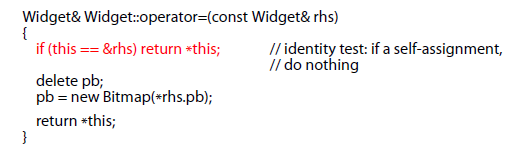 Widget& Widget::operator=(const Widget& rhs)
{
if (this == &rhs) return *this; // identity test: if a self-assignment,
// do nothing
delete pb;
pb = new Bitmap(*rhs.pb);
return *this;
}